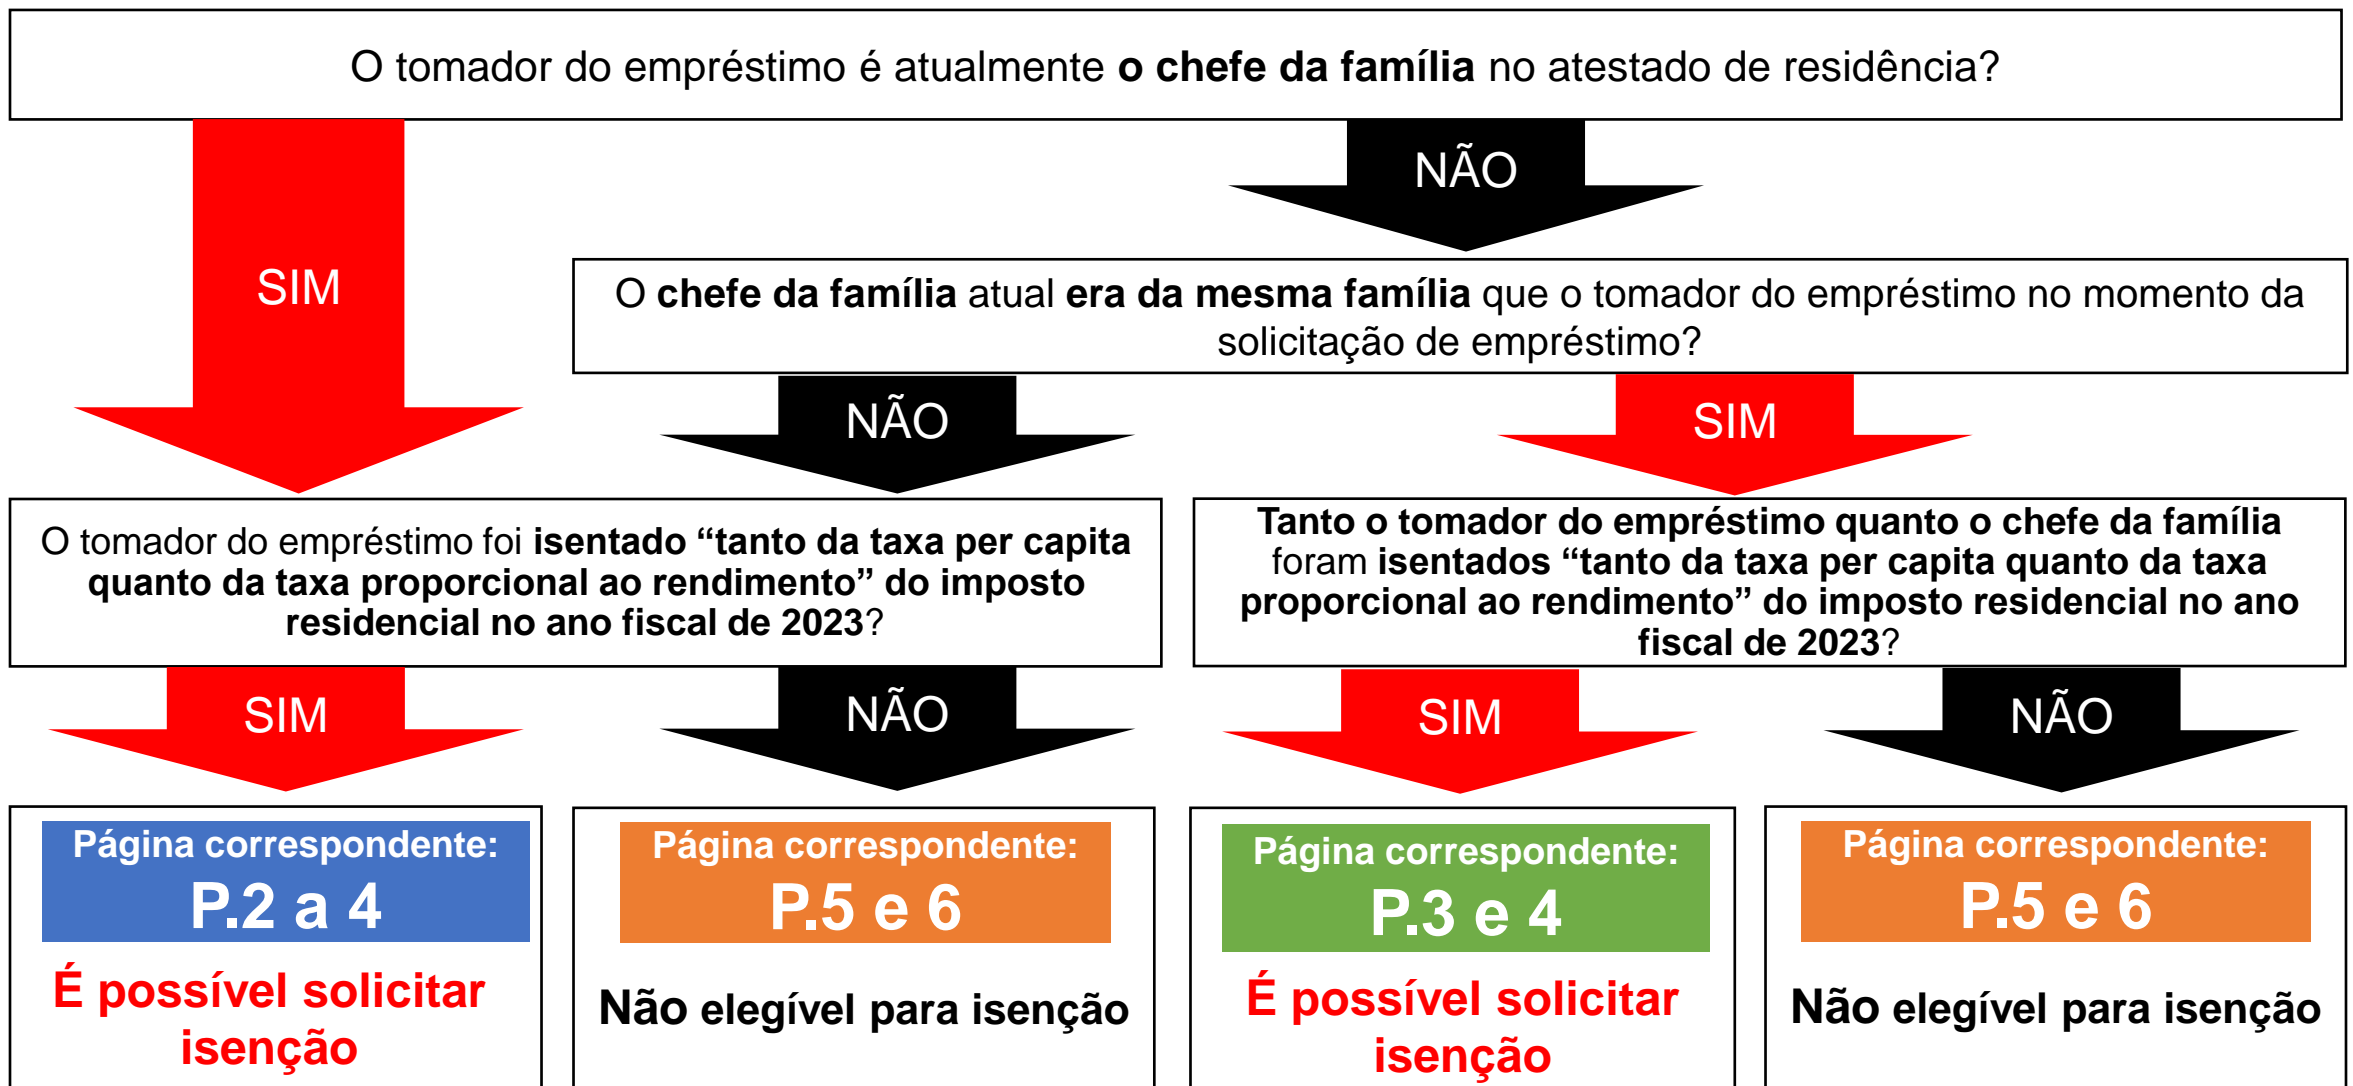 O tomador do empréstimo é atualmente o chefe da família no atestado de residência?
NÃO
SIM
O chefe da família atual era da mesma família que o tomador do empréstimo no momento da
solicitação de empréstimo?
NÃO
SIM
O tomador do empréstimo foi isentado “tanto da taxa per capita
quanto da taxa proporcional ao rendimento” do imposto
residencial no ano fiscal de 2023?
Tanto o tomador do empréstimo quanto o chefe da família
foram isentados “tanto da taxa per capita quanto da taxa
proporcional ao rendimento” do imposto residencial no ano
fiscal de 2023?
SIM
NÃO
SIM
NÃO
Página correspondente:
P.2 a 4
É possível solicitar
isenção
Página correspondente:
P.5 e 6
Não elegível para isenção
Página correspondente:
P.3 e 4
É possível solicitar
isenção
Página correspondente:
P.5 e 6
Não elegível para isenção